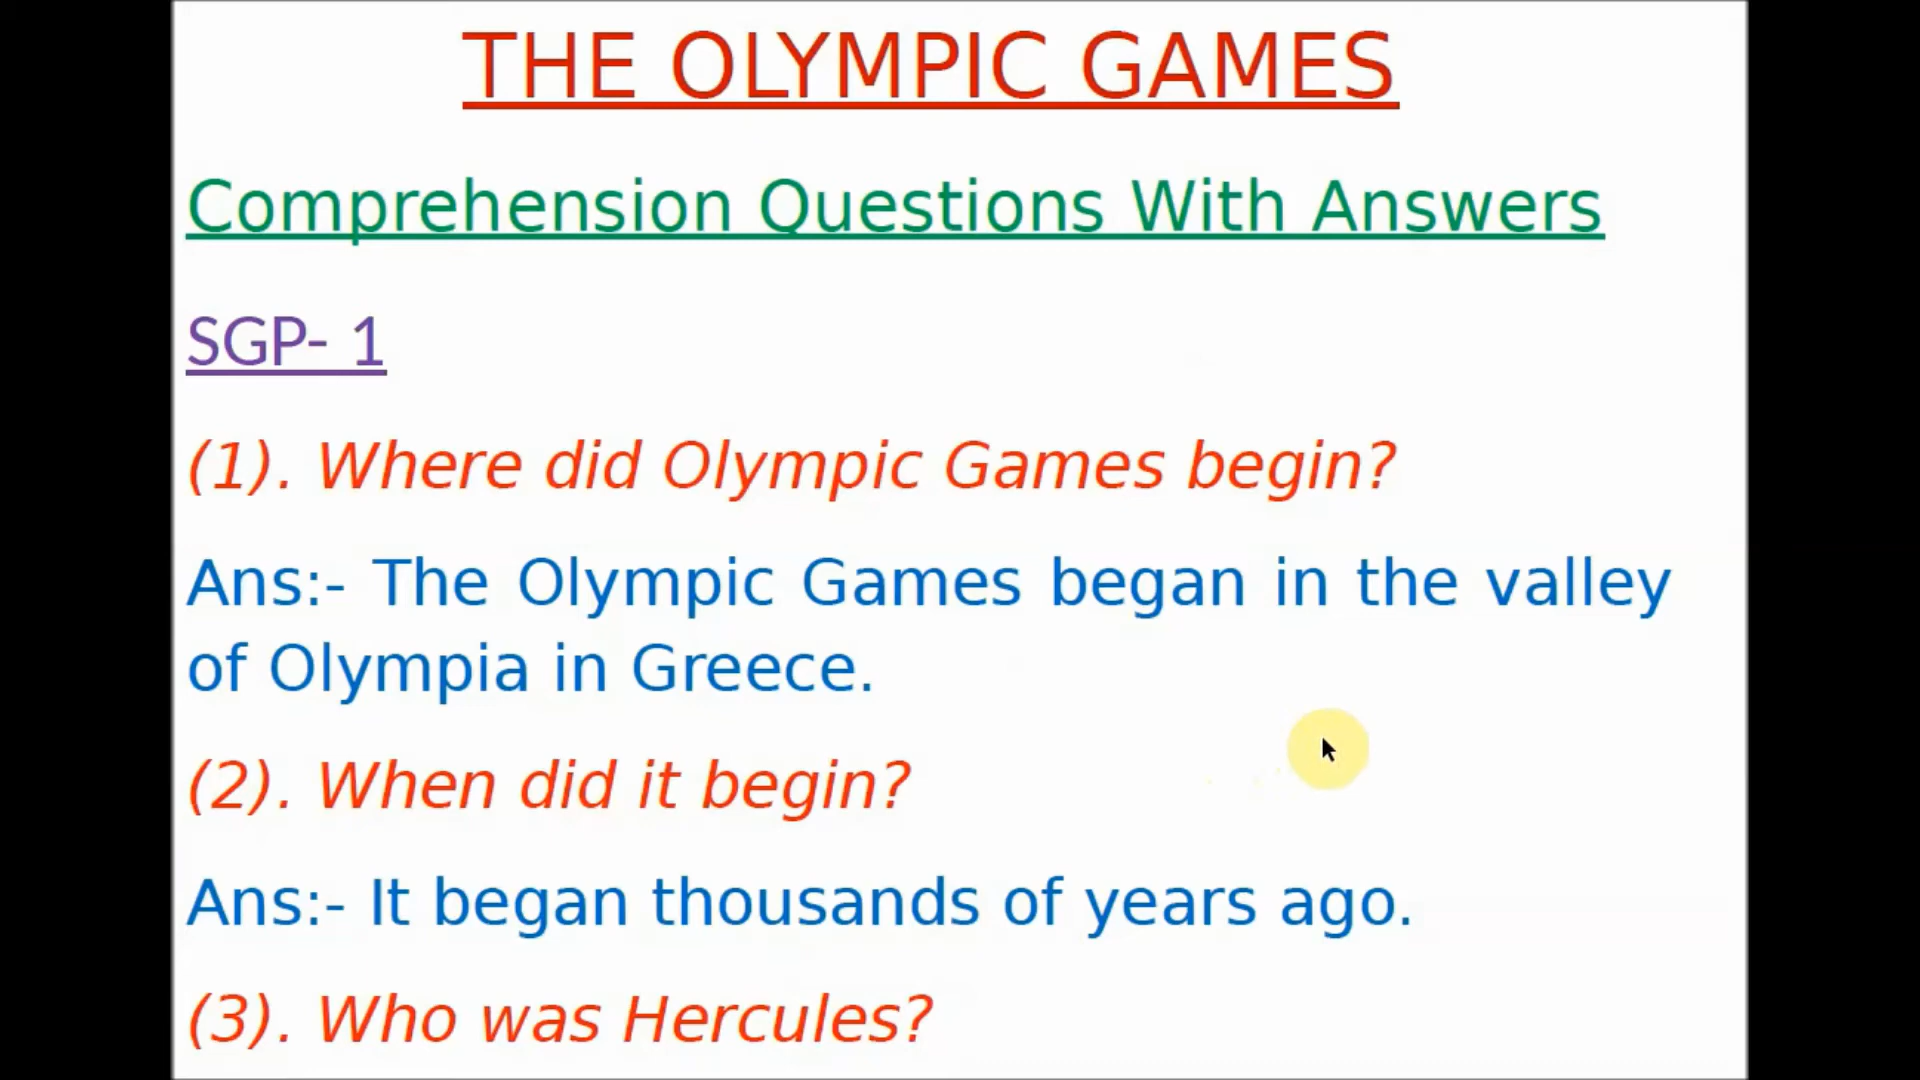 THE OLYMPIC GAMES
Comprehension Questions With Answers
SGP- 1
(1). Where did Olympic Games begin?
Ans:- The Olympic Games began in the valley
of Olympia in Greece.
(2). When did it begin?
Ans:- It began thousands of years ago.
(3). Who was Hercules?